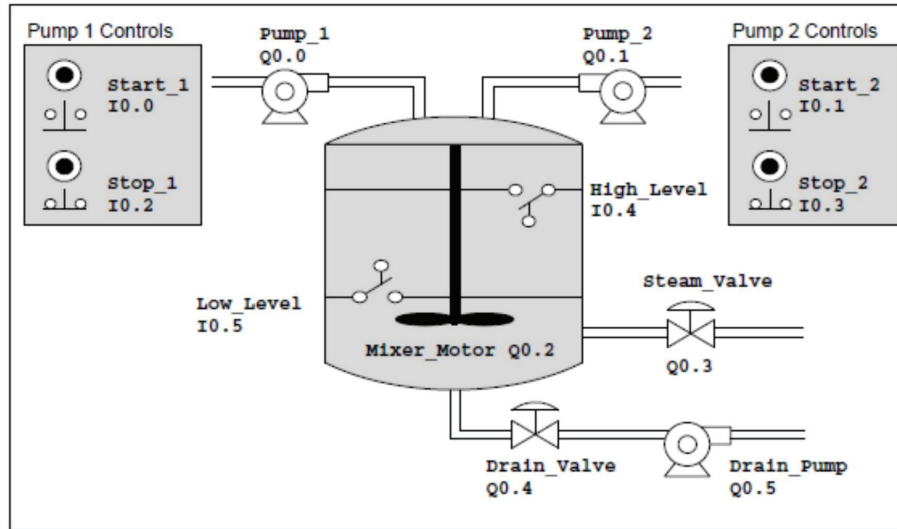 Pump 1 Controls
Start_1
I0.0
Stop_1
I0.2
Pump_1
Q0.0
Pump_2
Q0.1
Pump 2 Controls
Start_2
I0.1
Stop_2
I0.3
High_Level
I0.4
Low_Level
I0.5
Steam_Valve
Q0.3
Mixer_Motor Q0.2
Drain_Valve
Q0.4
Drain_Pump
Q0.5